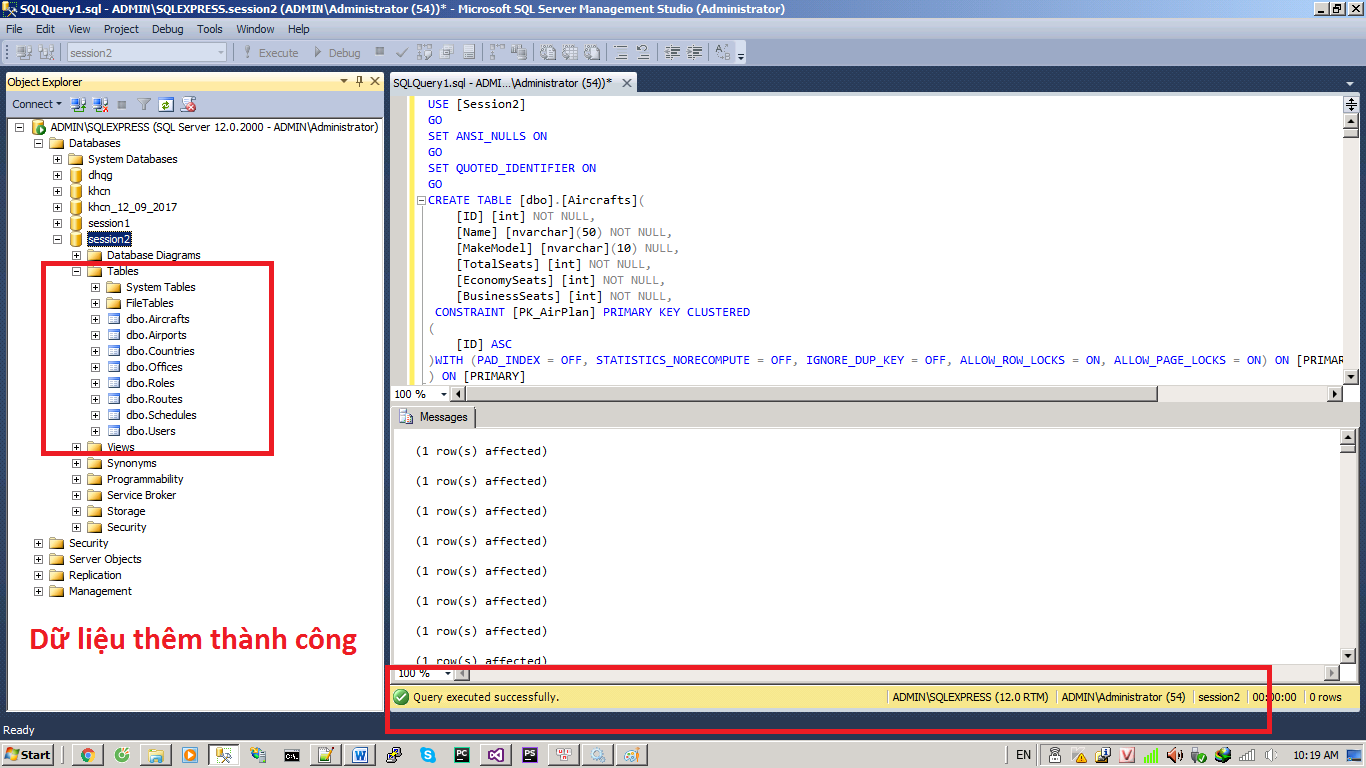 SQLQuery1.sql - ADMIN\SQLEXPRESS.session2 (ADMIN\Administrator (54))* - Microsoft SQL Server Management Studio (Administrator)
File Edit View Project Debug Tools Window Help
session2 Execute Debug
Object Explorer
Connect
ADMIN\SQLEXPRESS (SQL Server 12.0.2000 - ADMIN\Administrator)
Databases
System Databases
dhqg
khcn
khcn_12_09_2017
session1
session2
Database Diagrams
Tables
System Tables
FileTables
dbo.Aircrafts
dbo.Airports
dbo.Countries
dbo.Offices
dbo.Roles
dbo.Routes
dbo.Schedules
dbo.Users
Views
Synonyms
Programmability
Service Broker
Storage
Security
Security
Server Objects
Replication
Management
Dữ liệu thêm thành công
SQLQuery1.sql - ADMI...\Administrator (54))*
USE [Session2]
GO
SET ANSI_NULLS ON
GO
SET QUOTED_IDENTIFIER ON
GO
CREATE TABLE [dbo].[Aircrafts](
[ID] [int] NOT NULL,
[Name] [nvarchar](50) NOT NULL,
[MakeModel] [nvarchar](10) NULL,
[TotalSeats] [int] NOT NULL,
[EconomySeats] [int] NOT NULL,
[BusinessSeats] [int] NOT NULL,
CONSTRAINT [PK_AirPlan] PRIMARY KEY CLUSTERED
(
[ID] ASC
)WITH (PAD_INDEX = OFF, STATISTICS_NORECOMPUTE = OFF, IGNORE_DUP_KEY = OFF, ALLOW_ROW_LOCKS = ON, ALLOW_PAGE_LOCKS = ON) ON [PRIMAR
) ON [PRIMARY]
100 %
Messages
(1 row(s) affected)
(1 row(s) affected)
(1 row(s) affected)
(1 row(s) affected)
(1 row(s) affected)
(1 row(s) affected)
(1 row(s) affected)
(1 row(s) affected)
100 %
Query executed successfully. ADMIN\SQLEXPRESS (12.0 RTM) ADMIN\Administrator (54) session2 00:00:00 0 rows
Ready
Start EN 10:19 AM